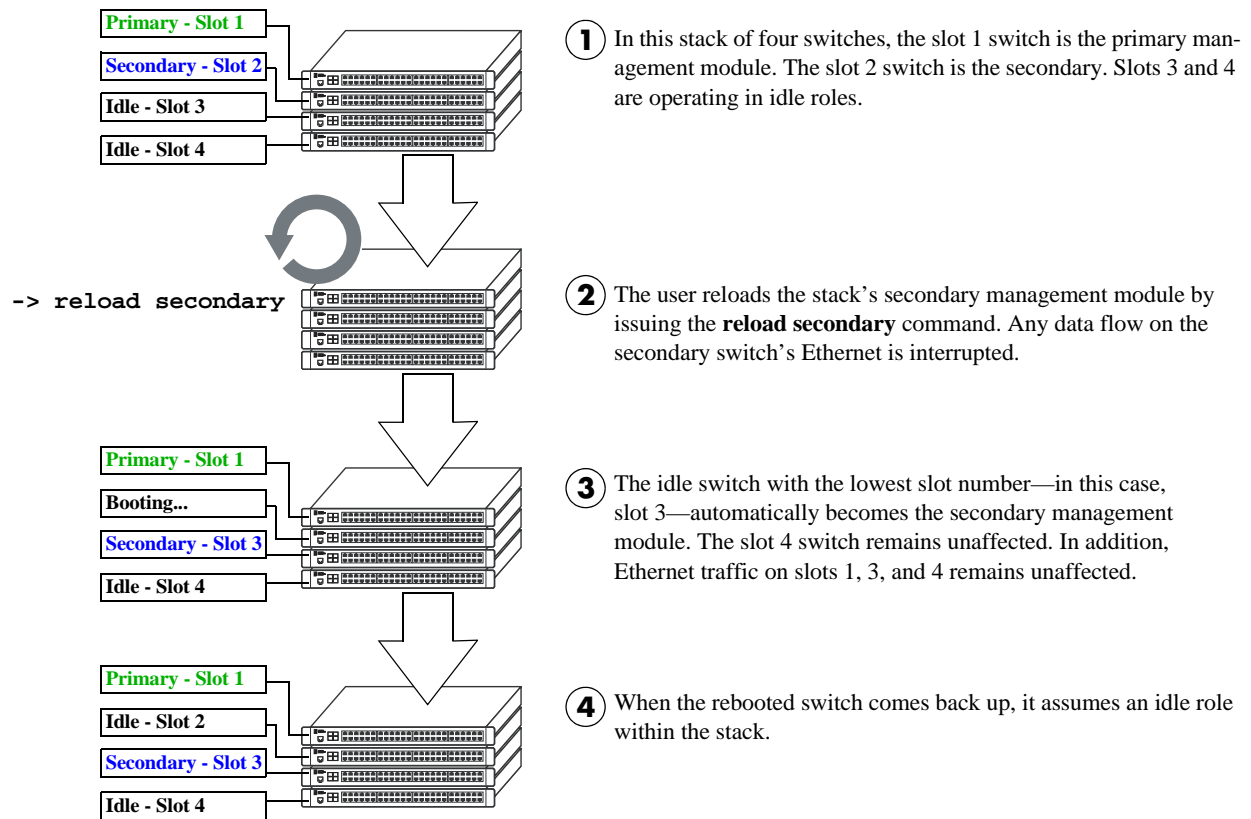 Primary - Slot 1
Secondary - Slot 2
Idle - Slot 3
Idle - Slot 4
1 In this stack of four switches, the slot 1 switch is the primary man-
agement module. The slot 2 switch is the secondary. Slots 3 and 4
are operating in idle roles.
-> reload secondary
2 The user reloads the stack’s secondary management module by
issuing the reload secondary command. Any data flow on the
secondary switch’s Ethernet is interrupted.
Primary - Slot 1
Booting...
Secondary - Slot 3
Idle - Slot 4
3 The idle switch with the lowest slot number—in this case,
slot 3—automatically becomes the secondary management
module. The slot 4 switch remains unaffected. In addition,
Ethernet traffic on slots 1, 3, and 4 remains unaffected.
Primary - Slot 1
Idle - Slot 2
Secondary - Slot 3
Idle - Slot 4
4 When the rebooted switch comes back up, it assumes an idle role
within the stack.